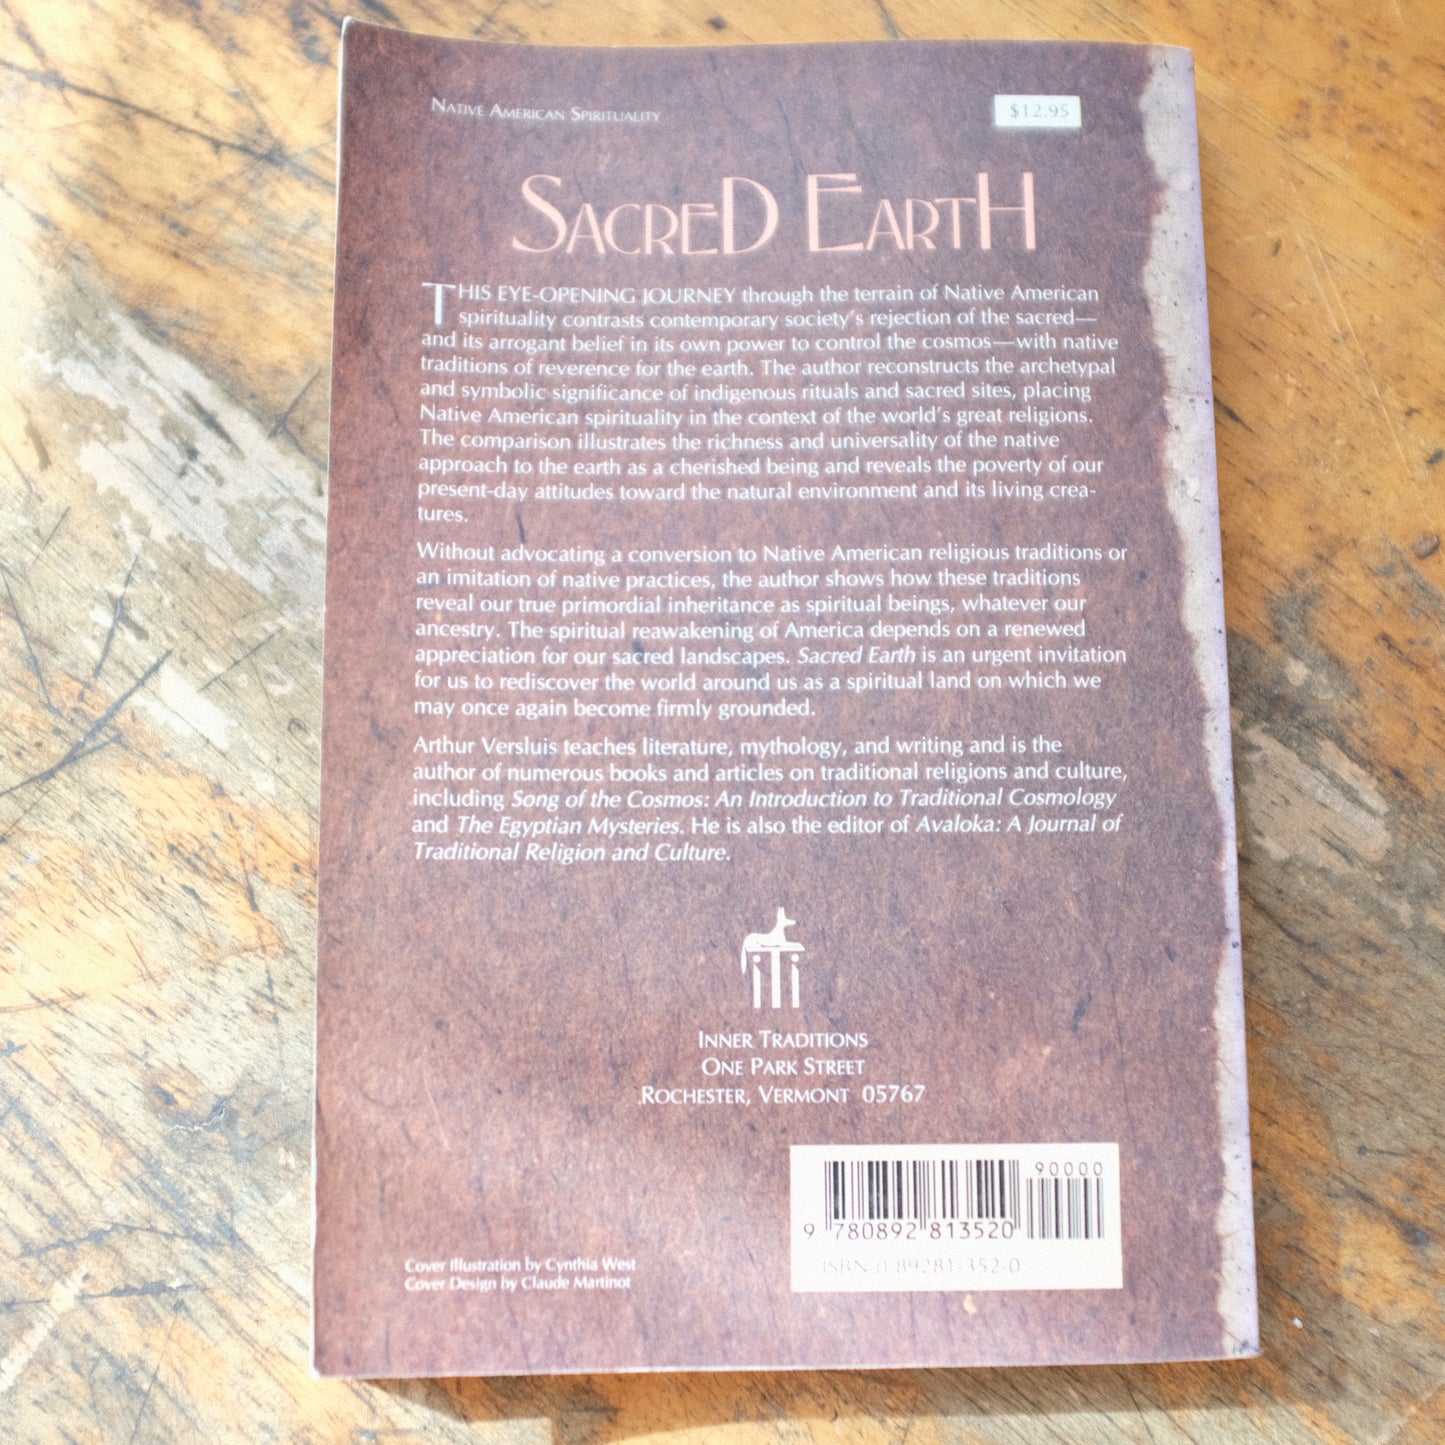 Native American Spirituality
$12.95
Sacred Earth
This eye-opening journey through the terrain of Native American
spirituality contrasts contemporary society's rejection of the sacred—
and its arrogant belief in its own power to control the cosmos—with native
traditions of reverence for the earth. The author reconstructs the archetypal
and symbolic significance of indigenous rituals and sacred sites, placing
Native American spirituality in the context of the world's great religions.
The comparison illustrates the richness and universality of the native
approach to the earth as a cherished being and reveals the poverty of our
present-day attitudes toward the natural environment and its living crea-
tures.
Without advocating a conversion to Native American religious traditions or
an imitation of native practices, the author shows how these traditions
reveal our true primordial inheritance as spiritual beings, whatever our
ancestry. The spiritual reawakening of America depends on a renewed
appreciation for our sacred landscapes. Sacred Earth is an urgent invitation
for us to rediscover the world around us as a spiritual land on which we
may once again become firmly grounded.
Arthur Versluis teaches literature, mythology, and writing and is the
author of numerous books and articles on traditional religions and culture,
including Song of the Cosmos: An Introduction to Traditional Cosmology
and The Egyptian Mysteries. He is also the editor of Avaloka: A Journal of
Traditional Religion and Culture.
iTi
Inner Traditions
One Park Street
Rochester, Vermont 05767
90000
9 780892 813520
ISBN 0-89281-352-0
Cover Illustration by Cynthia West
Cover Design by Claude Martinot